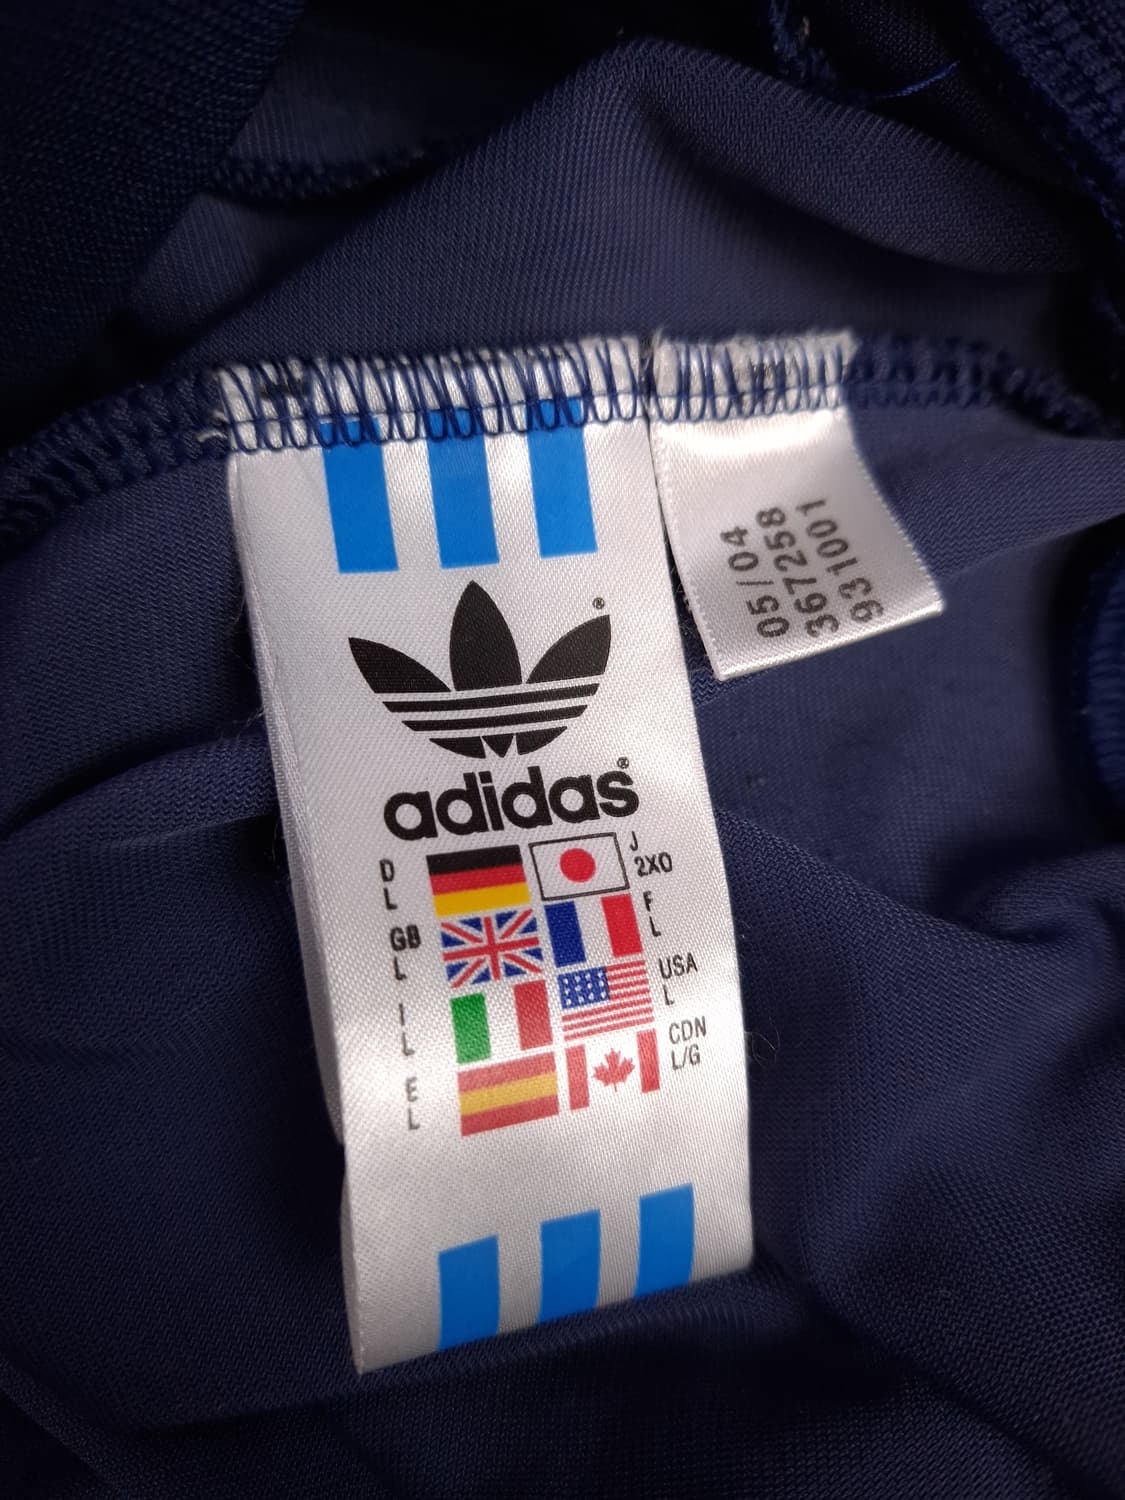 ®
adidas®
D
L
J
2XO
GB
L
F
L
I
L
USA
L
E
L
CDN
L/G
05/04
367258
931001